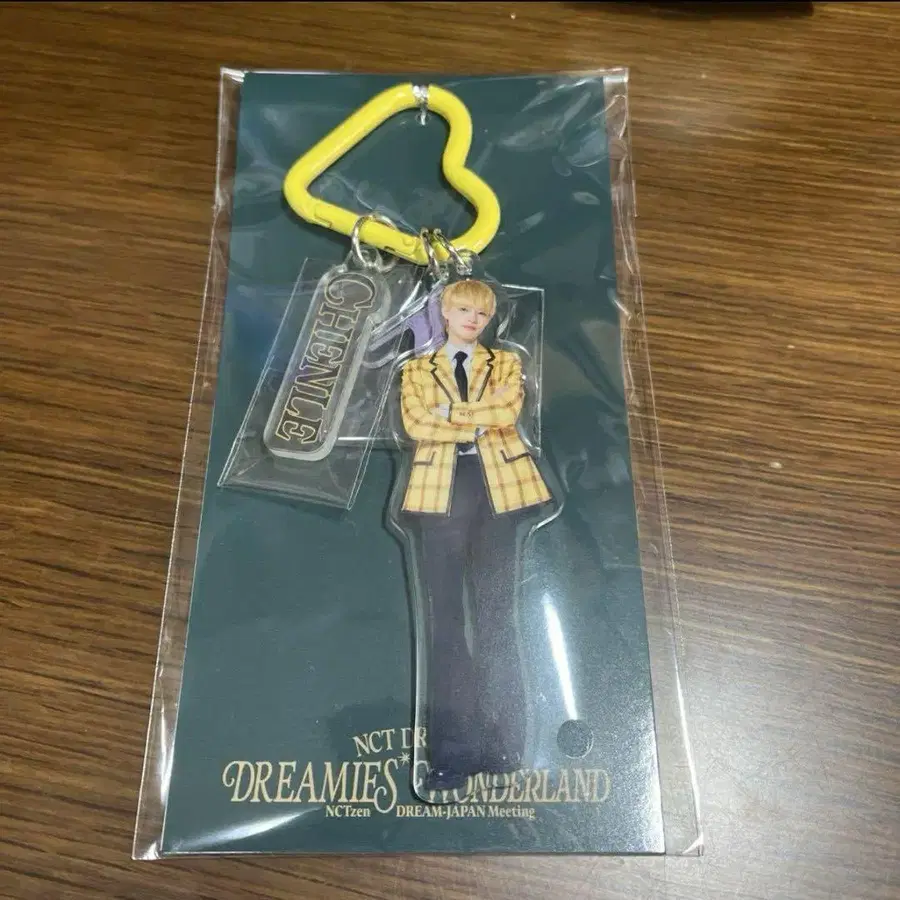 CHENLE
NCT DR
DREAMIES WONDERLAND
NCTzen DREAM-JAPAN Meeting